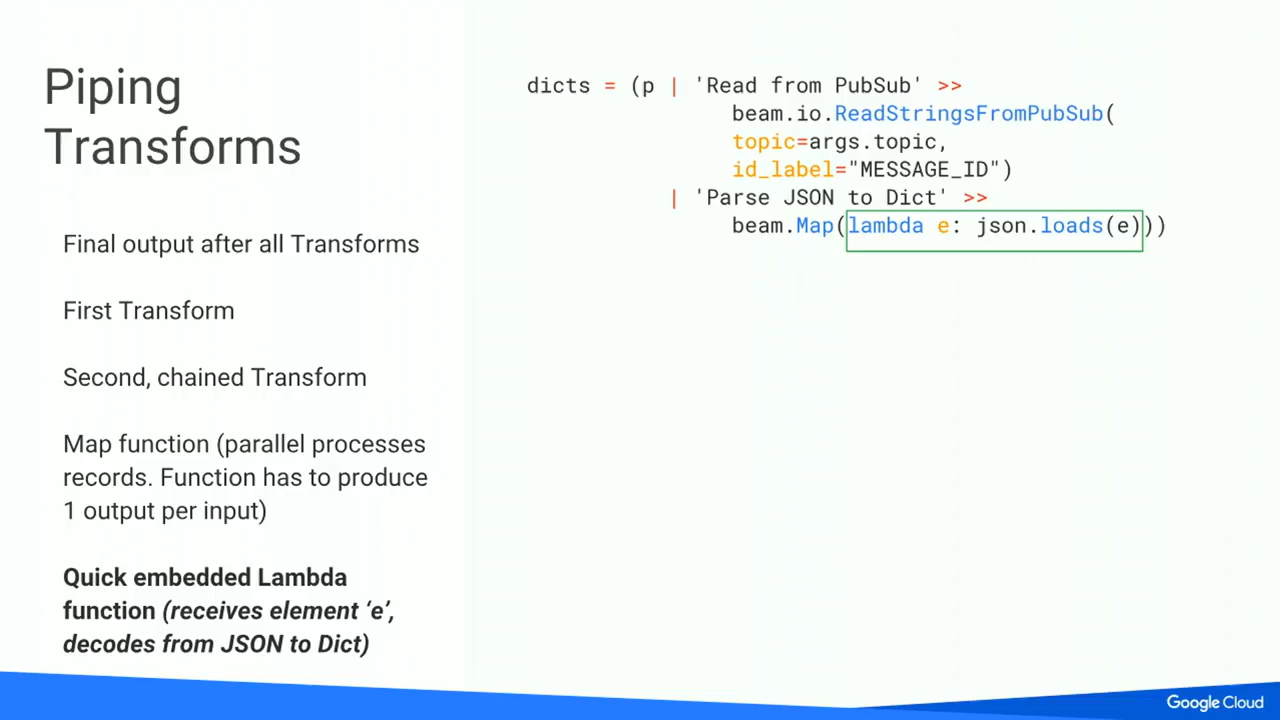 Piping
Transforms
Final output after all Transforms
First Transform
Second, chained Transform
Map function (parallel processes
records. Function has to produce
1 output per input)
Quick embedded Lambda
function (receives element ‘e’,
decodes from JSON to Dict)
dicts = (p | 'Read from PubSub' >>
beam.io.ReadStringsFromPubSub(
topic=args.topic,
id_label="MESSAGE_ID")
| 'Parse JSON to Dict' >>
beam.Map(lambda e: json.loads(e)))
Google Cloud